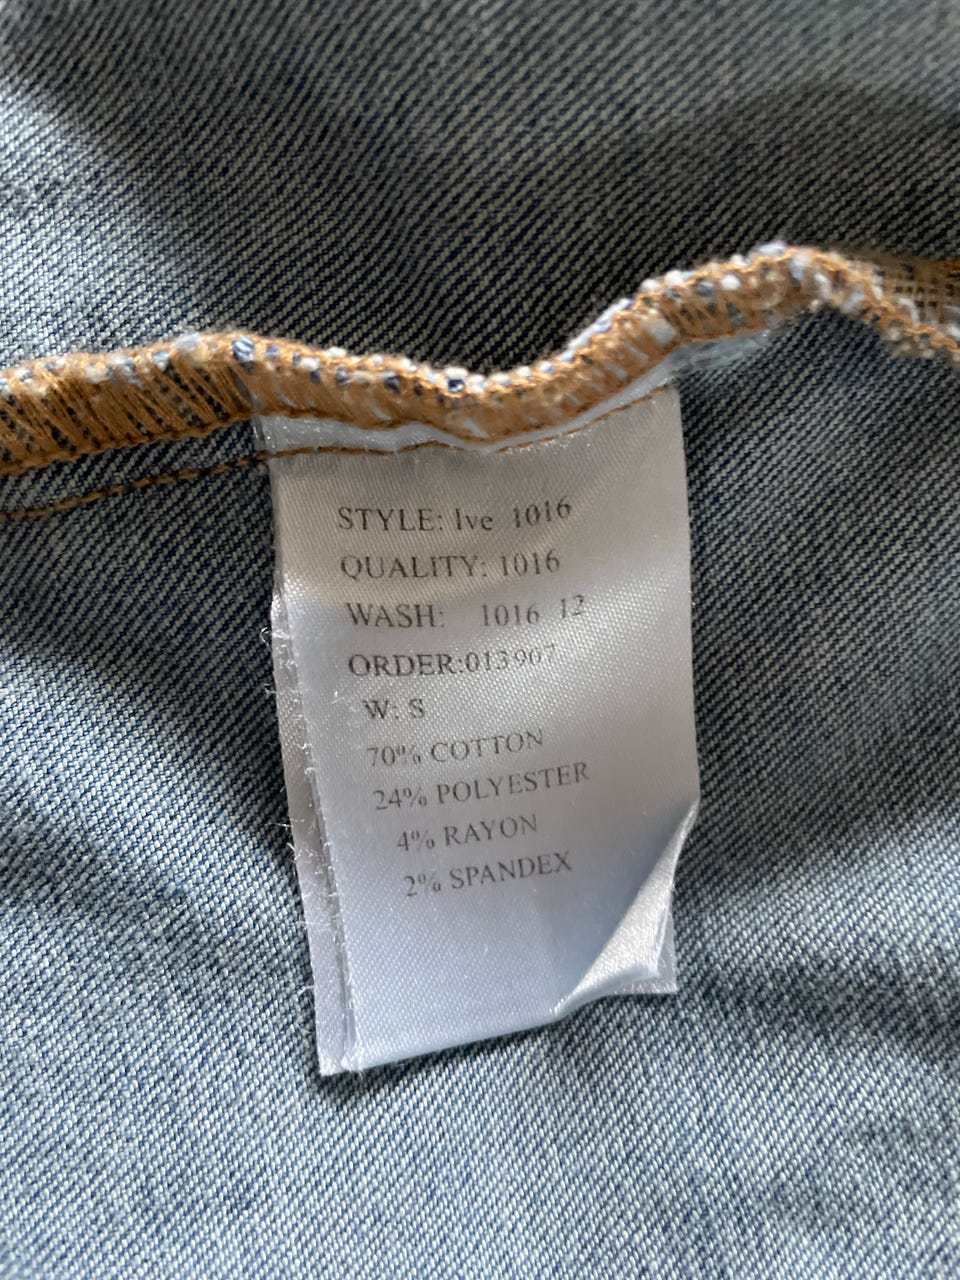 STYLE: Ive 1016
QUALITY: 1016
WASH: 1016 12
ORDER:013907
W: S
70% COTTON
24% POLYESTER
4% RAYON
2% SPANDEX